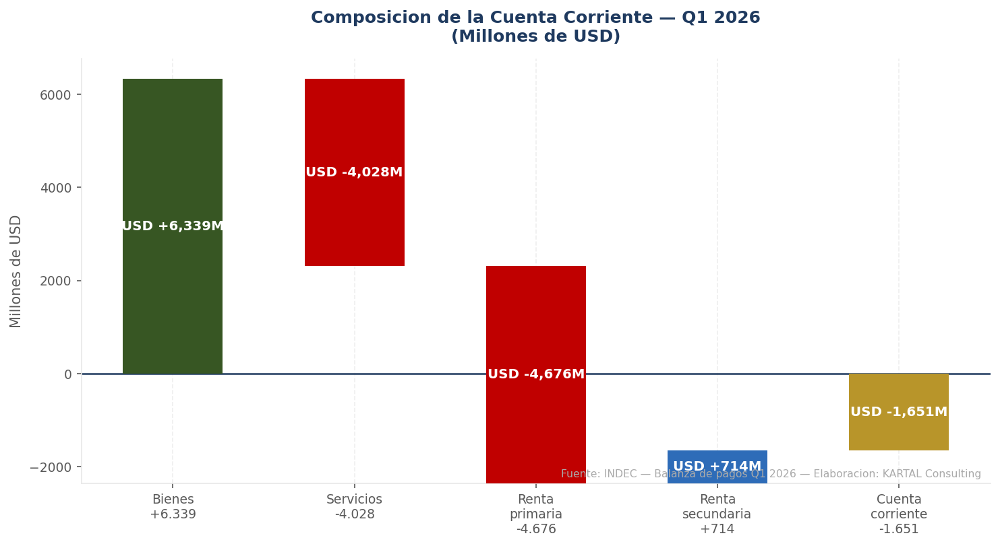 Composicion de la Cuenta Corriente — Q1 2026
(Millones de USD)
Millones de USD
6000
4000
2000
0
−2000
USD +6,339M
USD -4,028M
USD -4,676M
USD +714M
USD -1,651M
Fuente: INDEC — Balanza de pagos Q1 2026 — Elaboracion: KARTAL Consulting
Bienes
+6.339
Servicios
-4.028
Renta
primaria
-4.676
Renta
secundaria
+714
Cuenta
corriente
-1.651